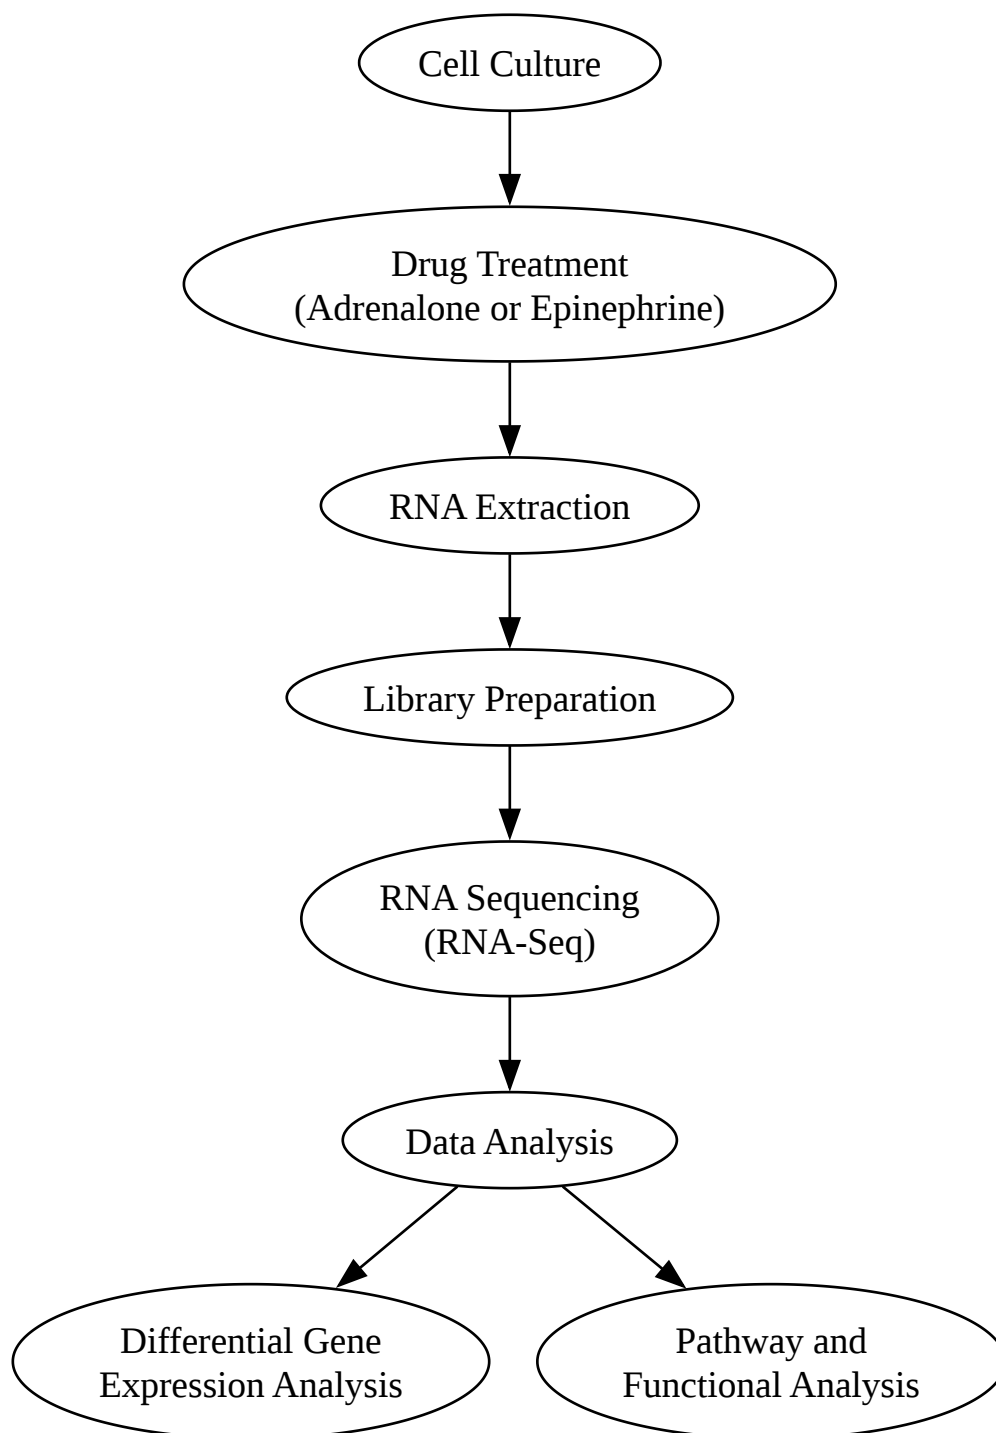 Cell Culture
Drug Treatment
(Adrenalone or Epinephrine)
RNA Extraction
Library Preparation
RNA Sequencing
(RNA-Seq)
Data Analysis
Differential Gene
Expression Analysis
Pathway and
Functional Analysis